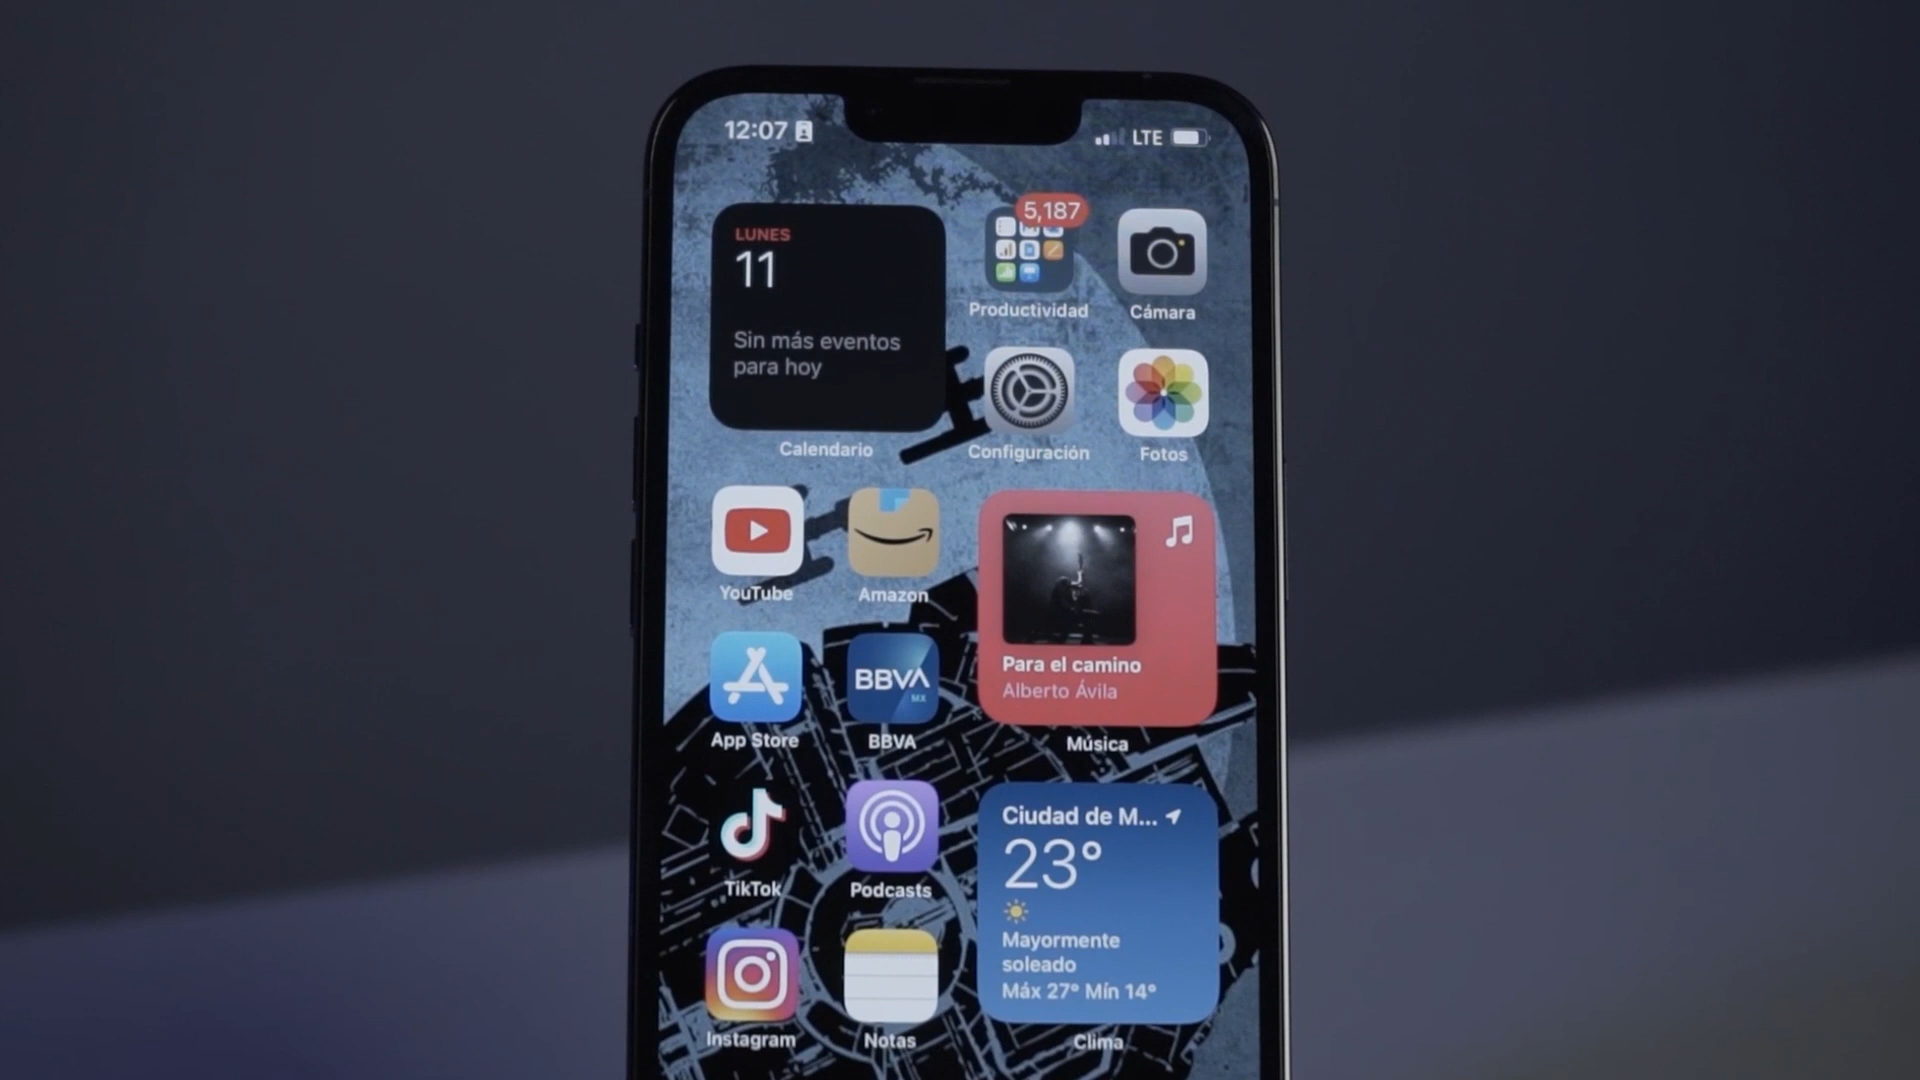 12:07
LTE
LUNES
11
Sin más eventos
para hoy
Calendario
5,187
Productividad
Cámara
Configuración
Fotos
YouTube
Amazon
Para el camino
Alberto Ávila
Música
App Store
BBVA
MX
BBVA
TikTok
Podcasts
Ciudad de M...
23°
Mayormente
soleado
Máx 27° Mín 14°
Clima
Instagram
Notas